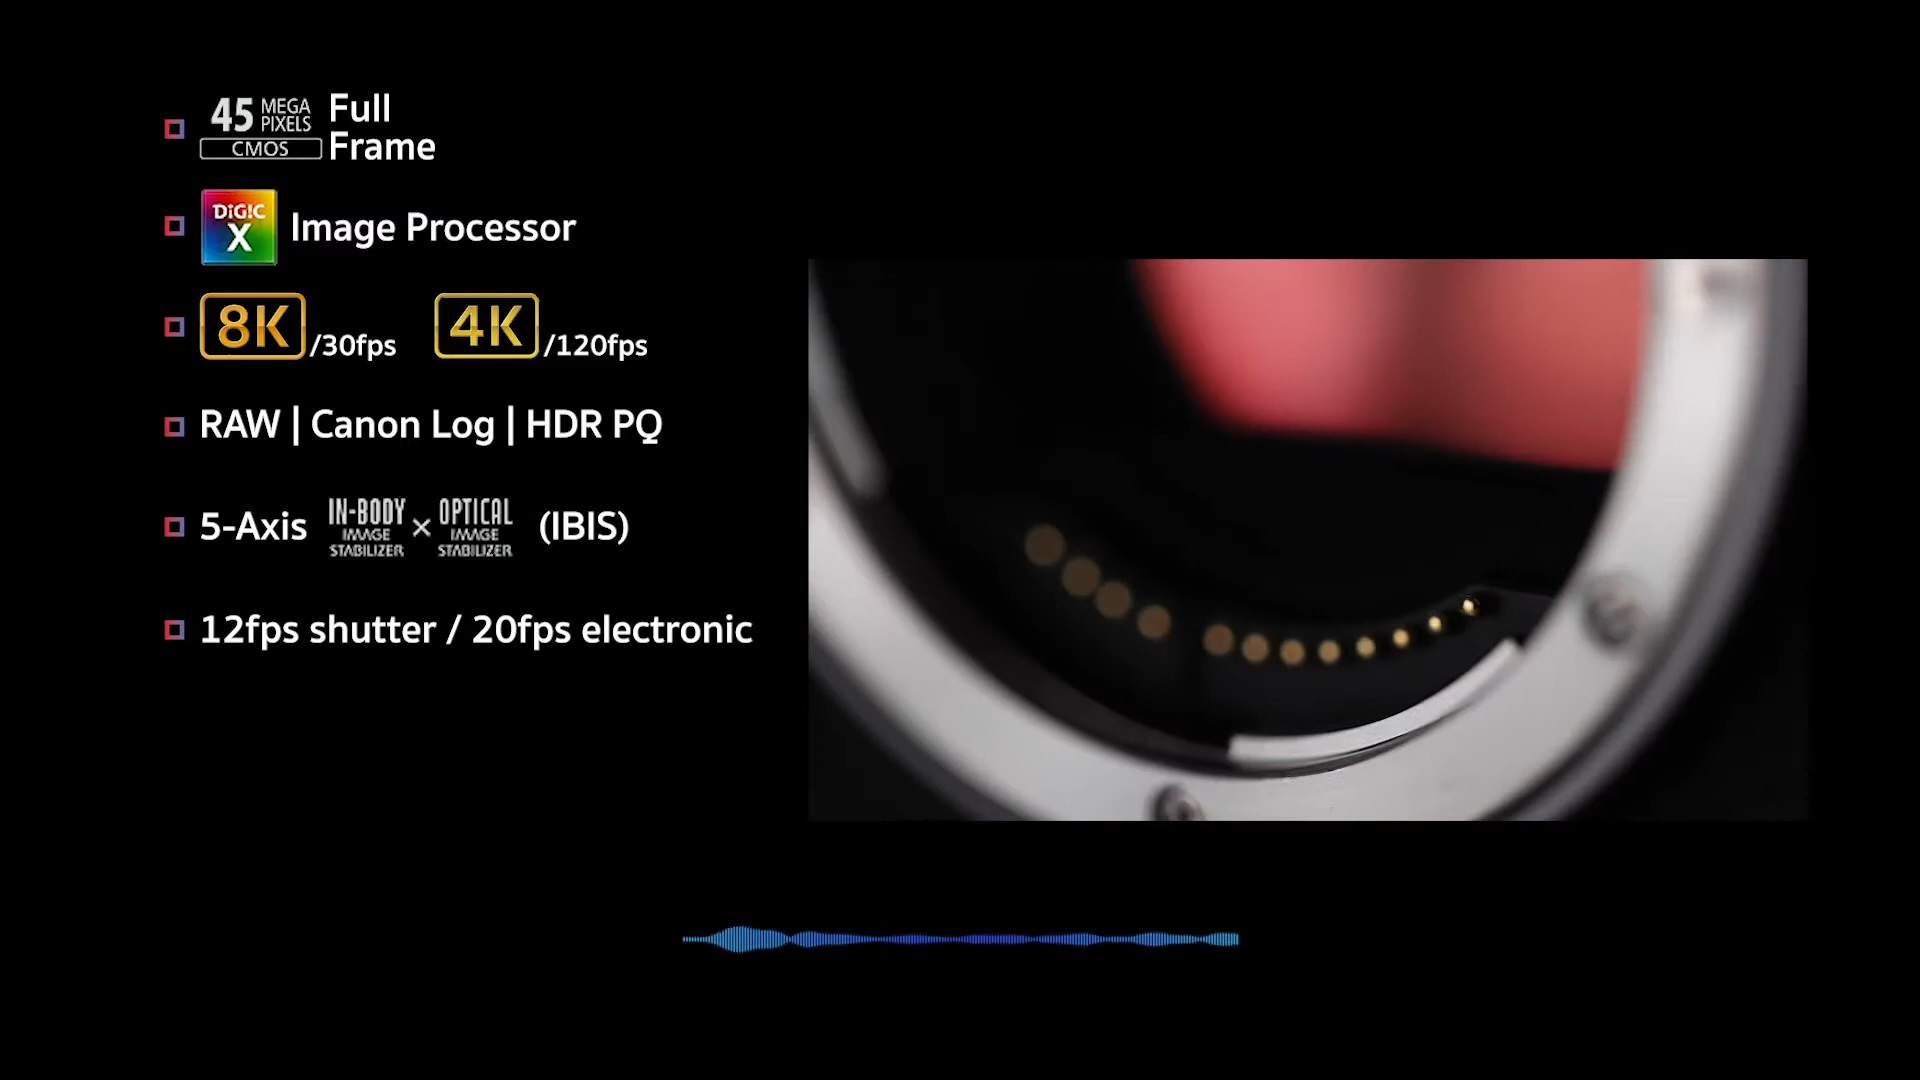 45 MEGA PIXELS CMOS Full Frame
DiG!C X Image Processor
8K/30fps 4K/120fps
RAW | Canon Log | HDR PQ
5-Axis IN-BODY IMAGE STABILIZER × OPTICAL IMAGE STABILIZER (IBIS)
12fps shutter / 20fps electronic